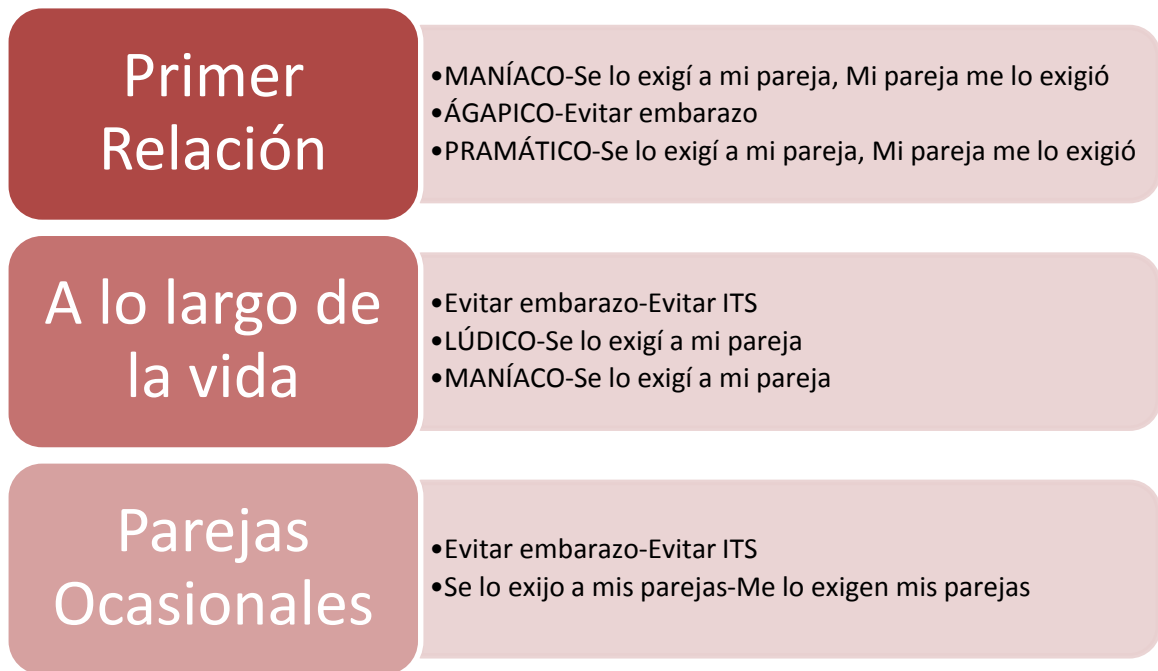 Primer
Relación
•MANÍACO-Se lo exigí a mi pareja, Mi pareja me lo exigió
•ÁGAPICO-Evitar embarazo
•PRAMÁTICO-Se lo exigí a mi pareja, Mi pareja me lo exigió
A lo largo de
la vida
•Evitar embarazo-Evitar ITS
•LÚDICO-Se lo exigí a mi pareja
•MANÍACO-Se lo exigí a mi pareja
Parejas
Ocasionales
•Evitar embarazo-Evitar ITS
•Se lo exijo a mis parejas-Me lo exigen mis parejas